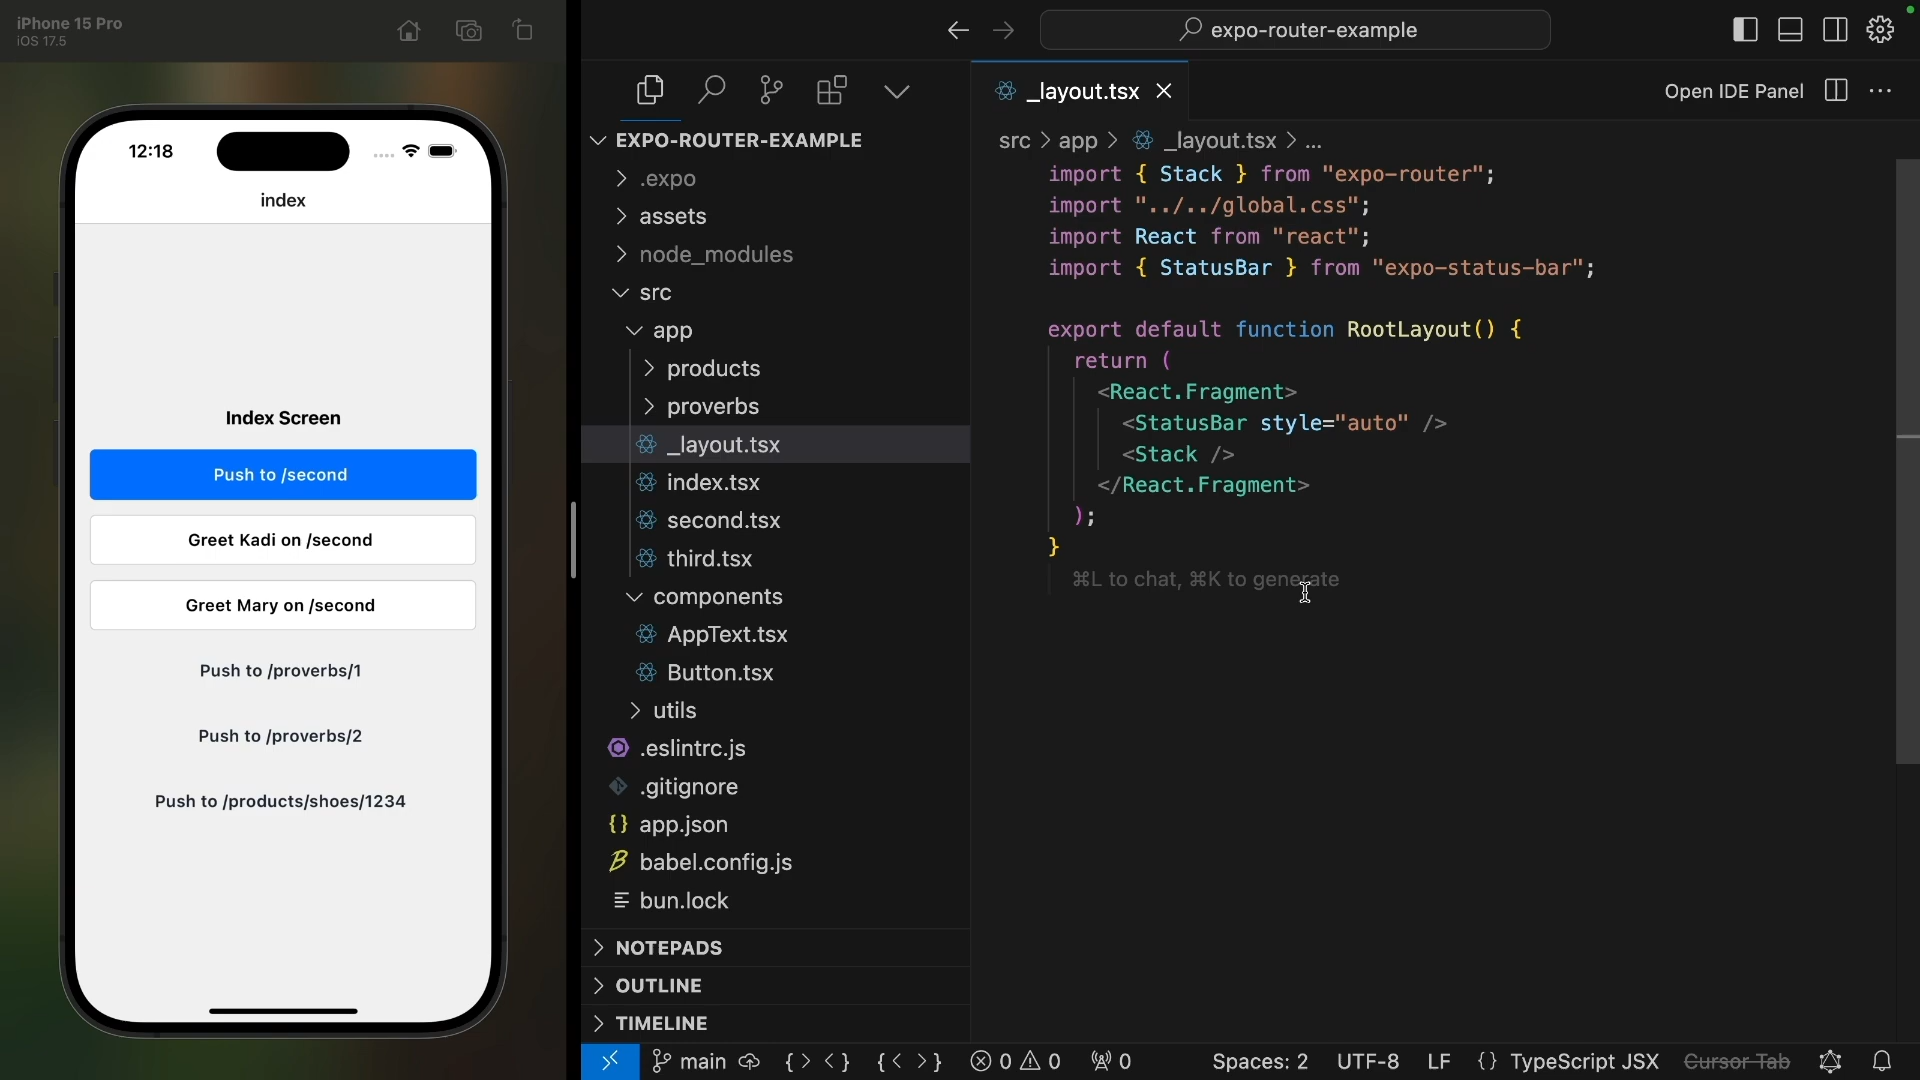 iPhone 15 Pro
iOS 17.5
12:18
index
Index Screen
Push to /second
Greet Kadi on /second
Greet Mary on /second
Push to /proverbs/1
Push to /proverbs/2
Push to /products/shoes/1234
expo-router-example
EXPO-ROUTER-EXAMPLE
.expo
assets
node_modules
src
app
products
proverbs
_layout.tsx
index.tsx
second.tsx
third.tsx
components
AppText.tsx
Button.tsx
utils
.eslintrc.js
.gitignore
app.json
babel.config.js
bun.lock
NOTEPADS
OUTLINE
TIMELINE
_layout.tsx
Open IDE Panel
src > app > _layout.tsx > ...
import { Stack } from "expo-router";
import "../../global.css";
import React from "react";
import { StatusBar } from "expo-status-bar";
export default function RootLayout() {
return (
<React.Fragment>
<StatusBar style="auto" />
<Stack />
</React.Fragment>
);
}
⌘L to chat, ⌘K to generate
main 0 0 0 Spaces: 2 UTF-8 LF {} TypeScript JSX Cursor Tab